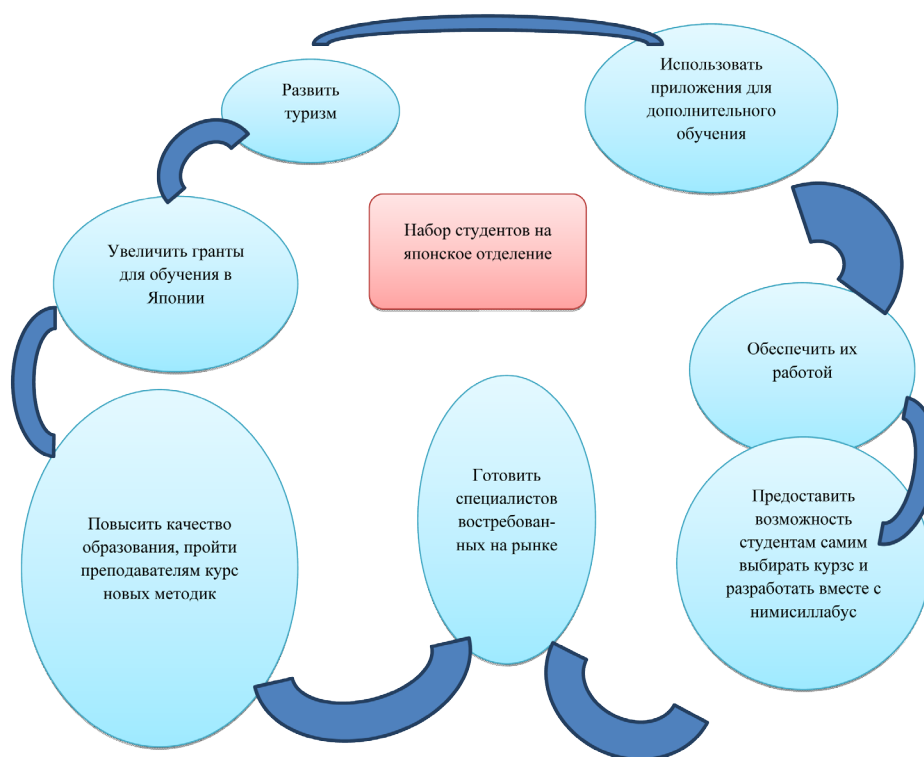 Развить
туризм
Использовать
приложения для
дополнительного
обучения
Набор студентов на
японское отделение
Увеличить гранты
для обучения в
Японии
Обеспечить их
работой
Готовить
специалистов
востребован-
ных на рынке
Повысить качество
образования, пройти
преподавателям курс
новых методик
Предоставить
возможность
студентам самим
выбирать курзс и
разработать вместе с
нимисиллабус